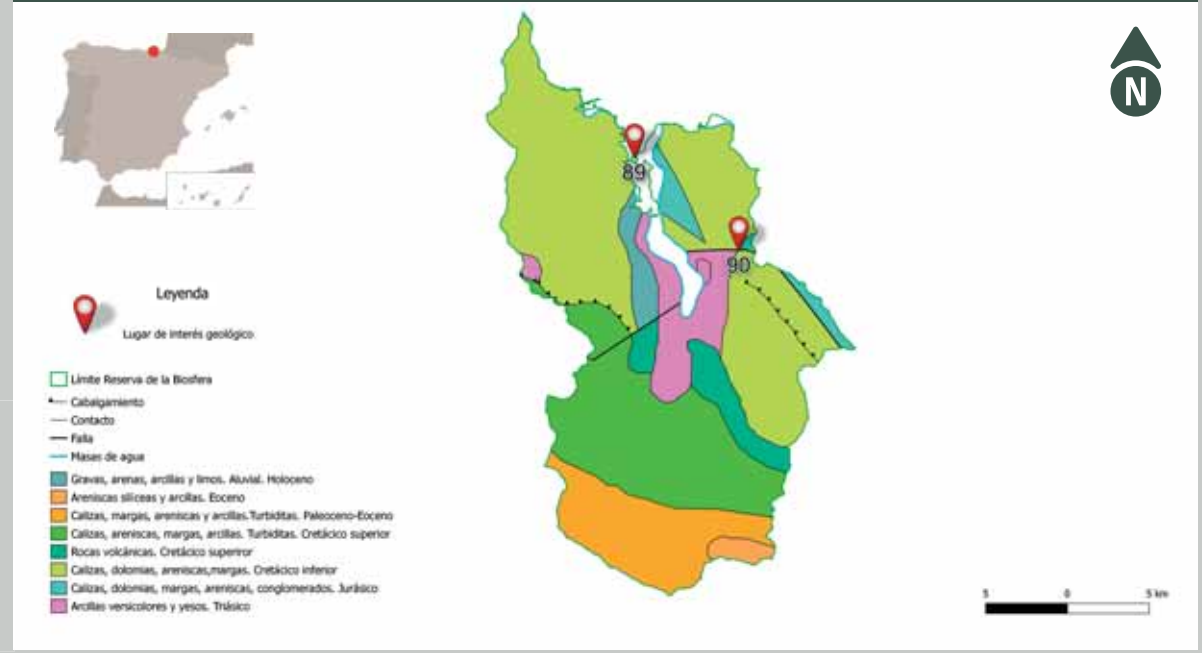 N
89
90
Leyenda
Lugar de interés geológico
Límite Reserva de la Biosfera
Cabalgamiento
Contacto
Falla
Masas de agua
Gravas, arenas, arcillas y limos. Aluvial. Holoceno
Areniscas silíceas y arcillas. Eoceno
Calizas, margas, areniscas y arcillas.Turbiditas. Paleoceno-Eoceno
Calizas, areniscas, margas, arcillas. Turbiditas. Cretácico superior
Rocas volcánicas. Cretácico superiror
Calizas, dolomias, areniscas,margas. Cretácico inferior
Calizas, dolomias, margas, areniscas, conglomerados. Jurásico
Arcillas versicolores y yesos. Triásico
5 0 5 km